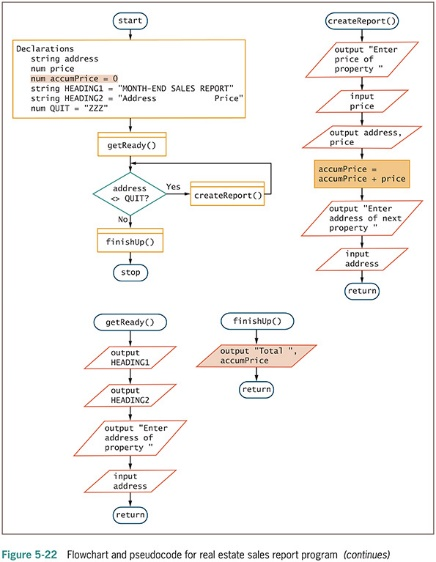 start
Declarations
string address
num price
num accumPrice = 0
string HEADING1 = "MONTH-END SALES REPORT"
string HEADING2 = "Address Price"
num QUIT = "ZZZ"
getReady()
address
<> QUIT?
Yes
createReport()
No
finishUp()
stop
createReport()
output "Enter
price of
property "
input
price
output address,
price
accumPrice =
accumPrice + price
output "Enter
address of next
property "
input
address
return
getReady()
output
HEADING1
output
HEADING2
output "Enter
address of
property "
input
address
return
finishUp()
output "Total ",
accumPrice
return
Figure 5-22 Flowchart and pseudocode for real estate sales report program (continues)